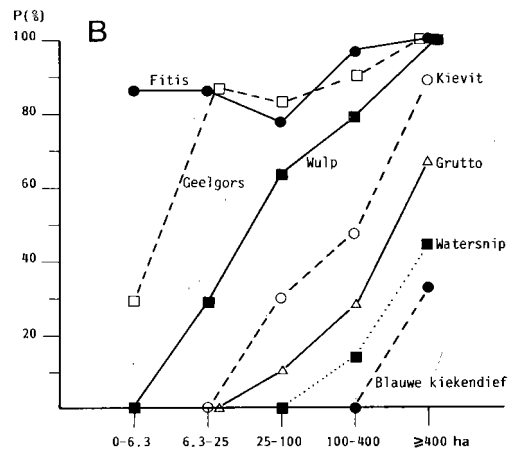 P(%)
B
100
80
60
40
20
Fitis
Geelgors
Wulp
Kievit
Grutto
Watersnip
Blauwe kiekendief
0-6.3
6.3-25
25-100
100-400
≥400 ha